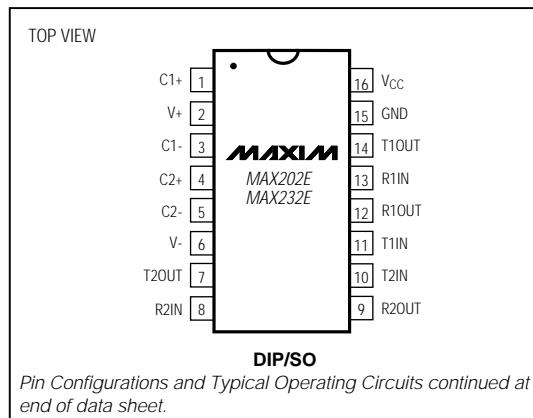 TOP VIEW
C1+ 1
V+ 2
C1- 3
C2+ 4
C2- 5
V- 6
T2OUT 7
R2IN 8
MAXIM
MAX202E
MAX232E
16 VCC
15 GND
14 T1OUT
13 R1IN
12 R1OUT
11 T1IN
10 T2IN
9 R2OUT
DIP/SO
Pin Configurations and Typical Operating Circuits continued at
end of data sheet.